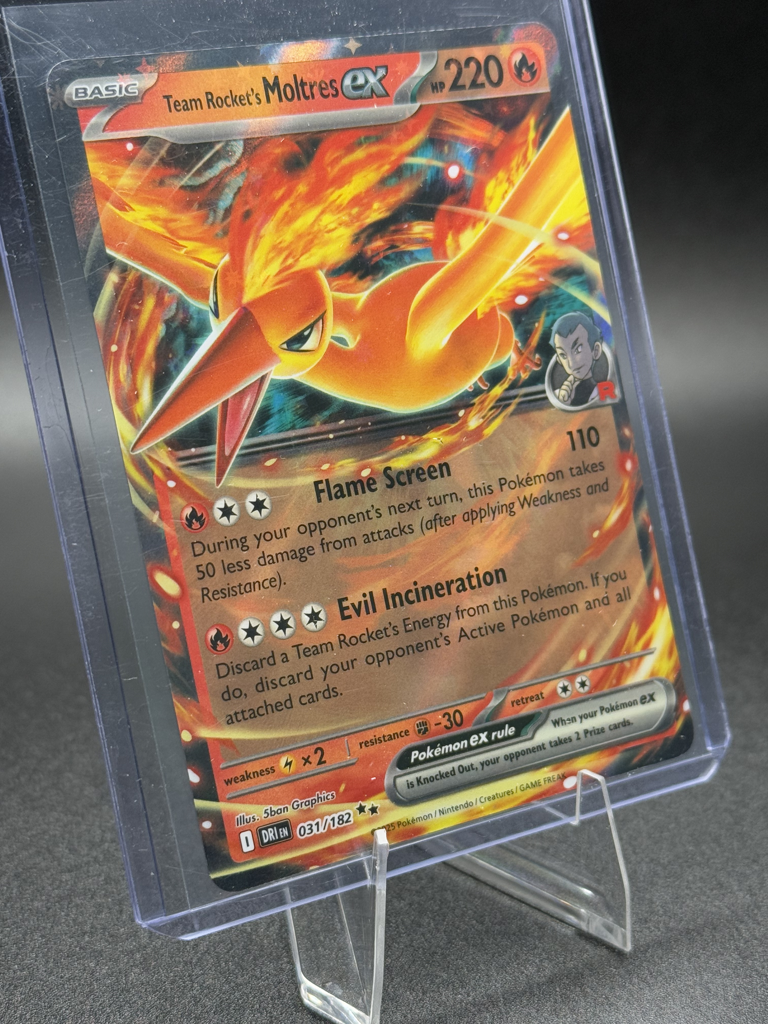 BASIC Team Rocket's Moltres ex HP 220
Flame Screen 110
During your opponent's next turn, this Pokémon takes
50 less damage from attacks (after applying Weakness and
Resistance).
Evil Incineration
Discard a Team Rocket's Energy from this Pokémon. If you
do, discard your opponent's Active Pokémon and all
attached cards.
weakness ×2 resistance -30 retreat
Pokémon ex rule When your Pokémon ex
is Knocked Out, your opponent takes 2 Prize cards.
Illus. 5ban Graphics
I DRI EN 031/182 25 Pokémon / Nintendo / Creatures / GAME FREAK
R